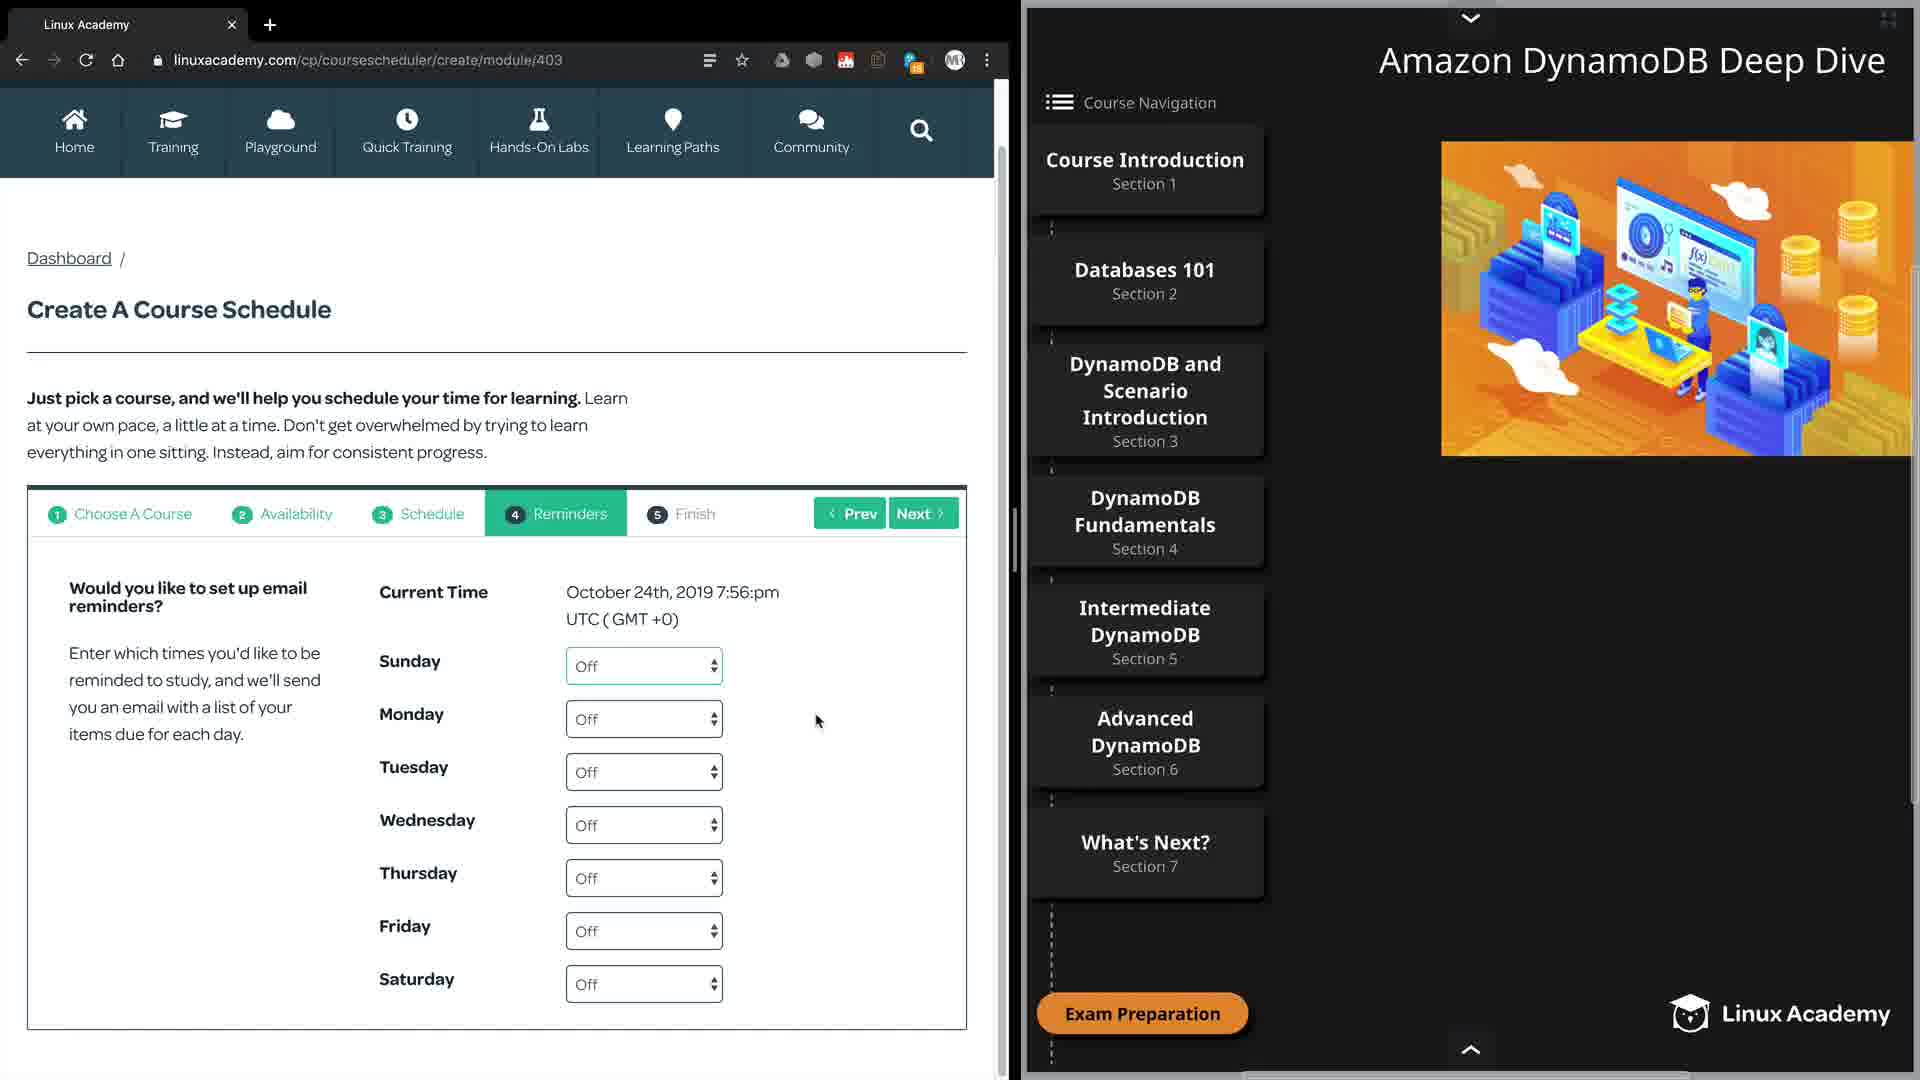 Linux Academy
linuxacademy.com/cp/coursescheduler/create/module/403
Home
Training
Playground
Quick Training
Hands-On Labs
Learning Paths
Community
Dashboard /
Create A Course Schedule
Just pick a course, and we'll help you schedule your time for learning. Learn
at your own pace, a little at a time. Don't get overwhelmed by trying to learn
everything in one sitting. Instead, aim for consistent progress.
1 Choose A Course
2 Availability
3 Schedule
4 Reminders
5 Finish
Prev
Next
Would you like to set up email
reminders?
Enter which times you'd like to be
reminded to study, and we'll send
you an email with a list of your
items due for each day.
Current Time
October 24th, 2019 7:56:pm
UTC ( GMT +0)
Sunday Off
Monday Off
Tuesday Off
Wednesday Off
Thursday Off
Friday Off
Saturday Off
Amazon DynamoDB Deep Dive
Course Navigation
Course Introduction
Section 1
Databases 101
Section 2
DynamoDB and
Scenario
Introduction
Section 3
DynamoDB
Fundamentals
Section 4
Intermediate
DynamoDB
Section 5
Advanced
DynamoDB
Section 6
What's Next?
Section 7
Exam Preparation
Linux Academy